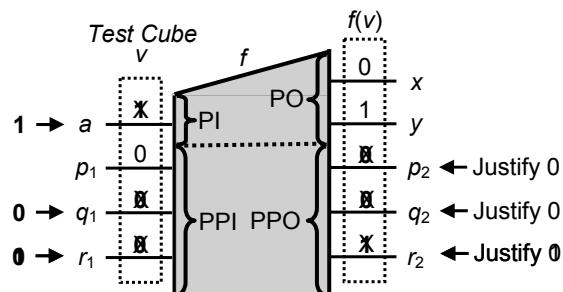 f(v)
Test Cube
v
f
0
x
PO
1
a
PI
1
y
p₁
0
p₂
Justify 0
0
q₁
PPI
PPO
q₂
Justify 0
r₁
r₂
Justify